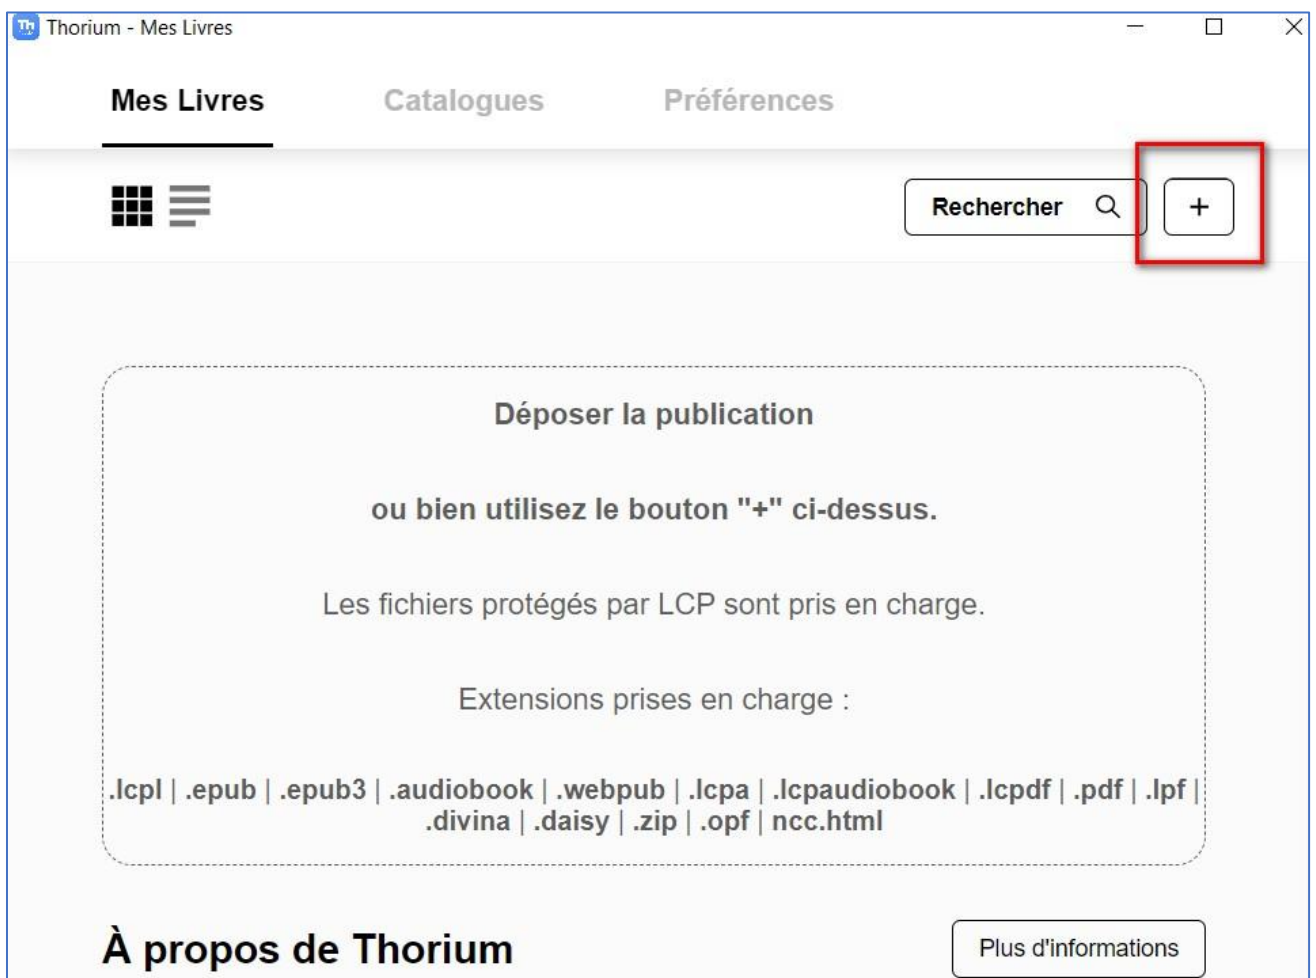 Th Thorium - Mes Livres
Mes Livres Catalogues Préférences
Rechercher +
Déposer la publication
ou bien utilisez le bouton "+" ci-dessus.
Les fichiers protégés par LCP sont pris en charge.
Extensions prises en charge :
.lcpl | .epub | .epub3 | .audiobook | .webpub | .lcpa | .lcpaudiobook | .lcpdf | .pdf | .lpf |
.divina | .daisy | .zip | .opf | ncc.html
À propos de Thorium Plus d'informations